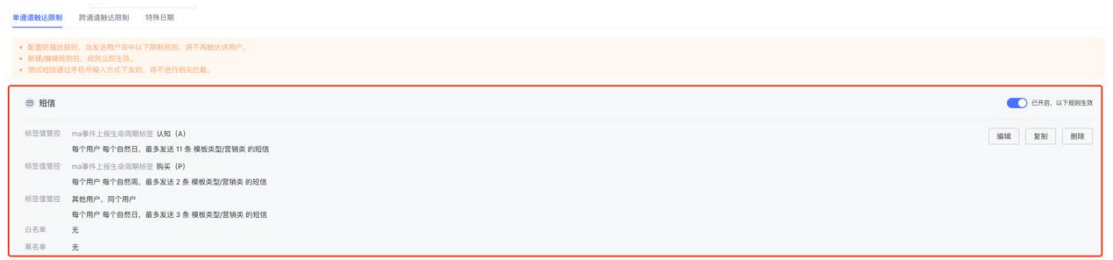 单通道触达限制 跨通道触达限制 特殊日期
• 配置防骚扰规则，当发送用户命中以下限制规则，将不再触达该用户。
• 新建/编辑规则后，规则立即生效。
• 测试短信通过手机号输入方式下发的，将不进行相关拦截。
短信 已开启，以下规则生效
标签值管控 ma事件上报生命周期标签 认知（A） 编辑 复制 删除
每个用户 每个自然日，最多发送 11 条 模板类型/营销类 的短信
标签值管控 ma事件上报生命周期标签 购买（P）
每个用户 每个自然周，最多发送 2 条 模板类型/营销类 的短信
标签值管控 其他用户，同个用户
每个用户 每个自然日，最多发送 3 条 模板类型/营销类 的短信
白名单 无
黑名单 无